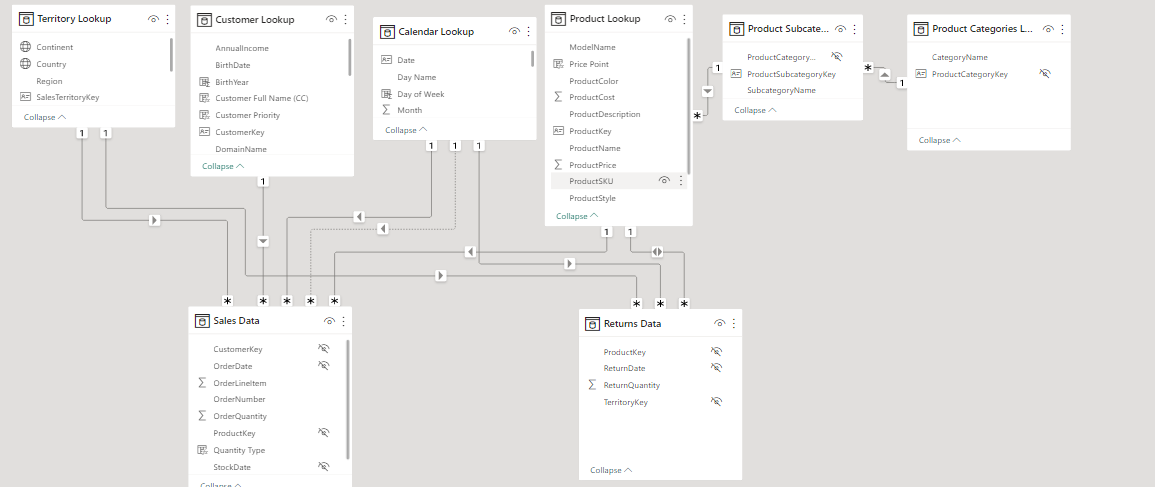 Territory Lookup
Continent
Country
Region
SalesTerritoryKey
Collapse
Customer Lookup
AnnualIncome
BirthDate
BirthYear
Customer Full Name (CC)
Customer Priority
CustomerKey
DomainName
Collapse
Calendar Lookup
Date
Day Name
Day of Week
Month
Collapse
Product Lookup
ModelName
Price Point
ProductColor
ProductCost
ProductDescription
ProductKey
ProductName
ProductPrice
ProductSKU
ProductStyle
Collapse
Product Subcate...
ProductCategory...
ProductSubcategoryKey
SubcategoryName
Collapse
Product Categories L...
CategoryName
ProductCategoryKey
Collapse
1
1
1
1
1
1
1
1
1
*
*
1
*
*
*
*
*
*
*
*
Sales Data
CustomerKey
OrderDate
OrderLineItem
OrderNumber
OrderQuantity
ProductKey
Quantity Type
StockDate
Collapse
Returns Data
ProductKey
ReturnDate
ReturnQuantity
TerritoryKey
Collapse